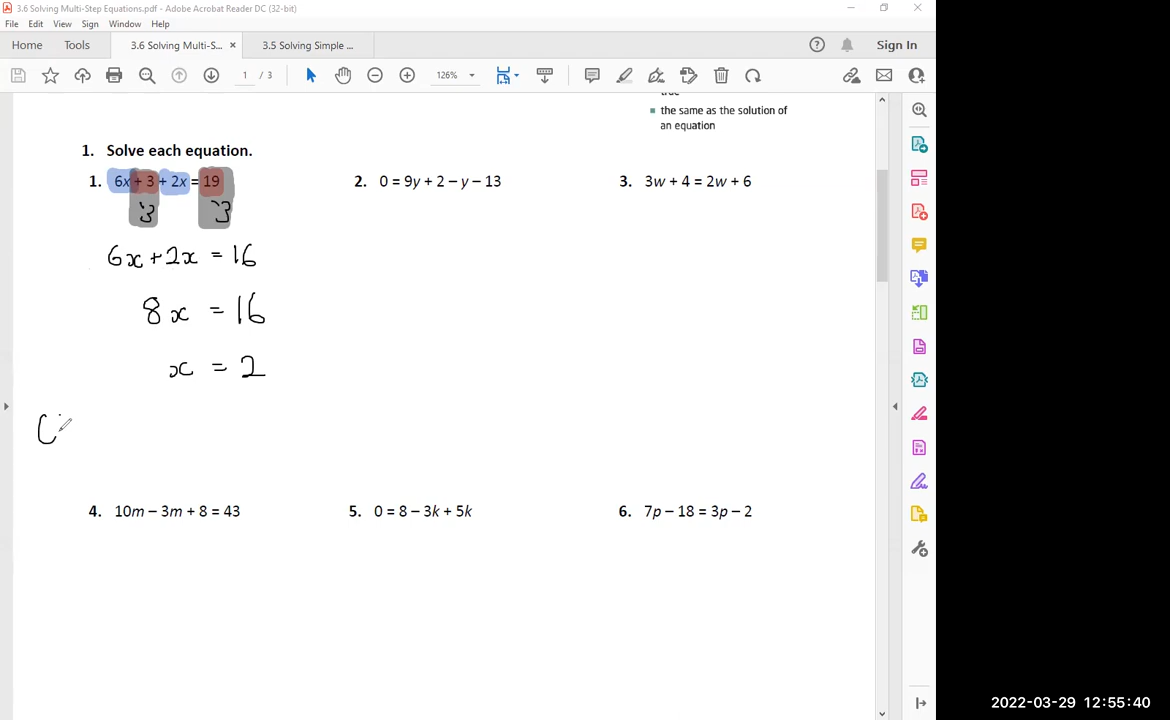 3.6 Solving Multi-Step Equations.pdf - Adobe Acrobat Reader DC (32-bit)
File Edit View Sign Window Help
Home Tools 3.6 Solving Multi-S... × 3.5 Solving Simple ... Sign In
1 / 3 126%
true
the same as the solution of
an equation
1. Solve each equation.
1. 6x + 3 + 2x = 19
2. 0 = 9y + 2 – y – 13
3. 3w + 4 = 2w + 6
-3 -3
6x + 2x = 16
8x = 16
x = 2
4. 10m – 3m + 8 = 43
5. 0 = 8 – 3k + 5k
6. 7p – 18 = 3p – 2
2022-03-29 12:55:40